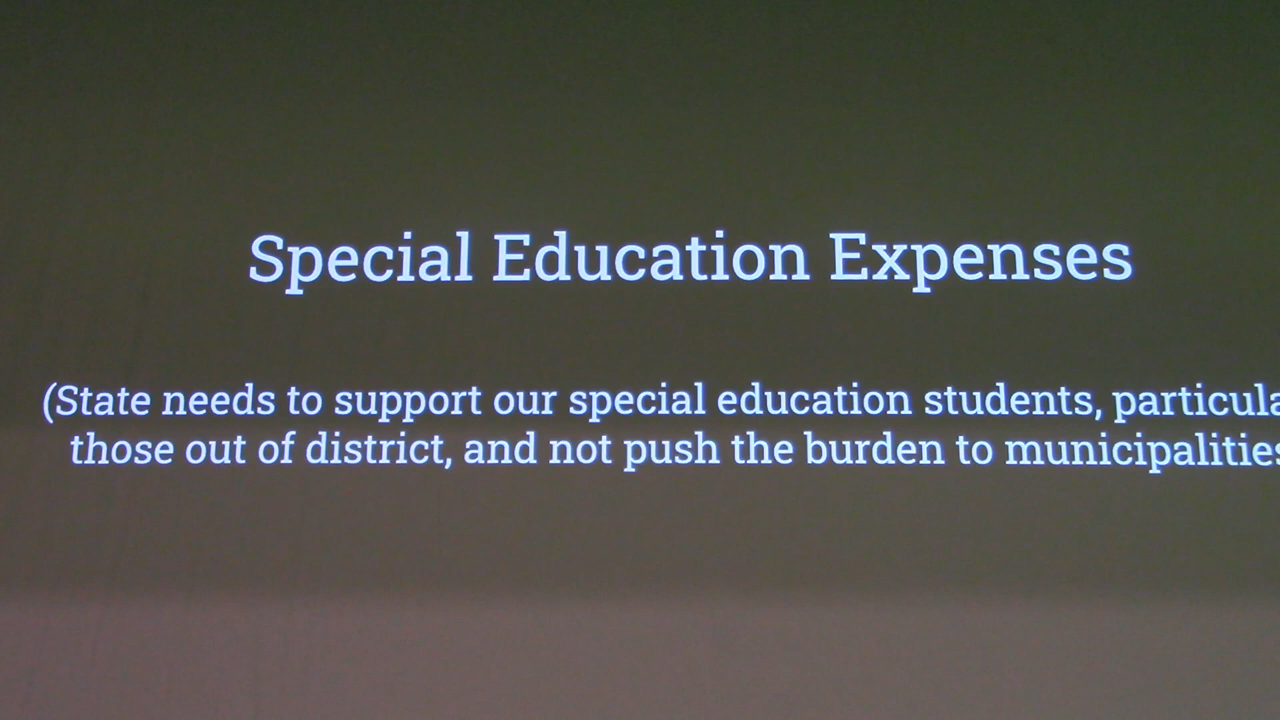 Special Education Expenses
(State needs to support our special education students, particula
those out of district, and not push the burden to municipalities